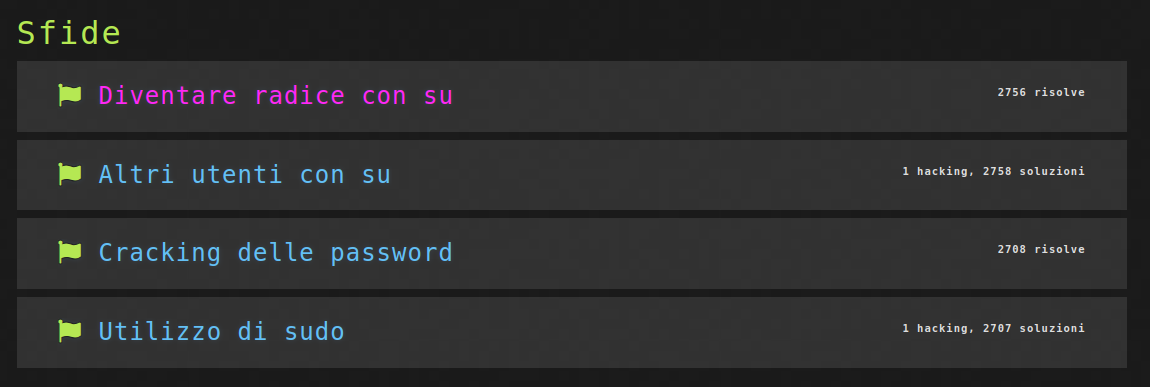 Sfide
Diventare radice con su
2756 risolve
Altri utenti con su
1 hacking, 2758 soluzioni
Cracking delle password
2708 risolve
Utilizzo di sudo
1 hacking, 2707 soluzioni